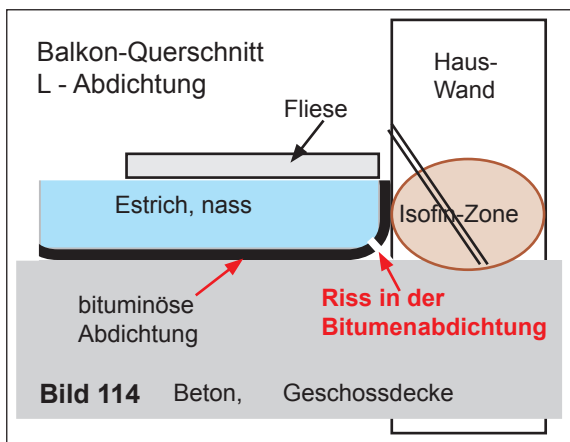 Balkon-Querschnitt
L - Abdichtung
Haus-
Wand
Fliese
Estrich, nass
Isofin-Zone
bituminöse
Abdichtung
Riss in der
Bitumenabdichtung
Bild 114 Beton, Geschossdecke